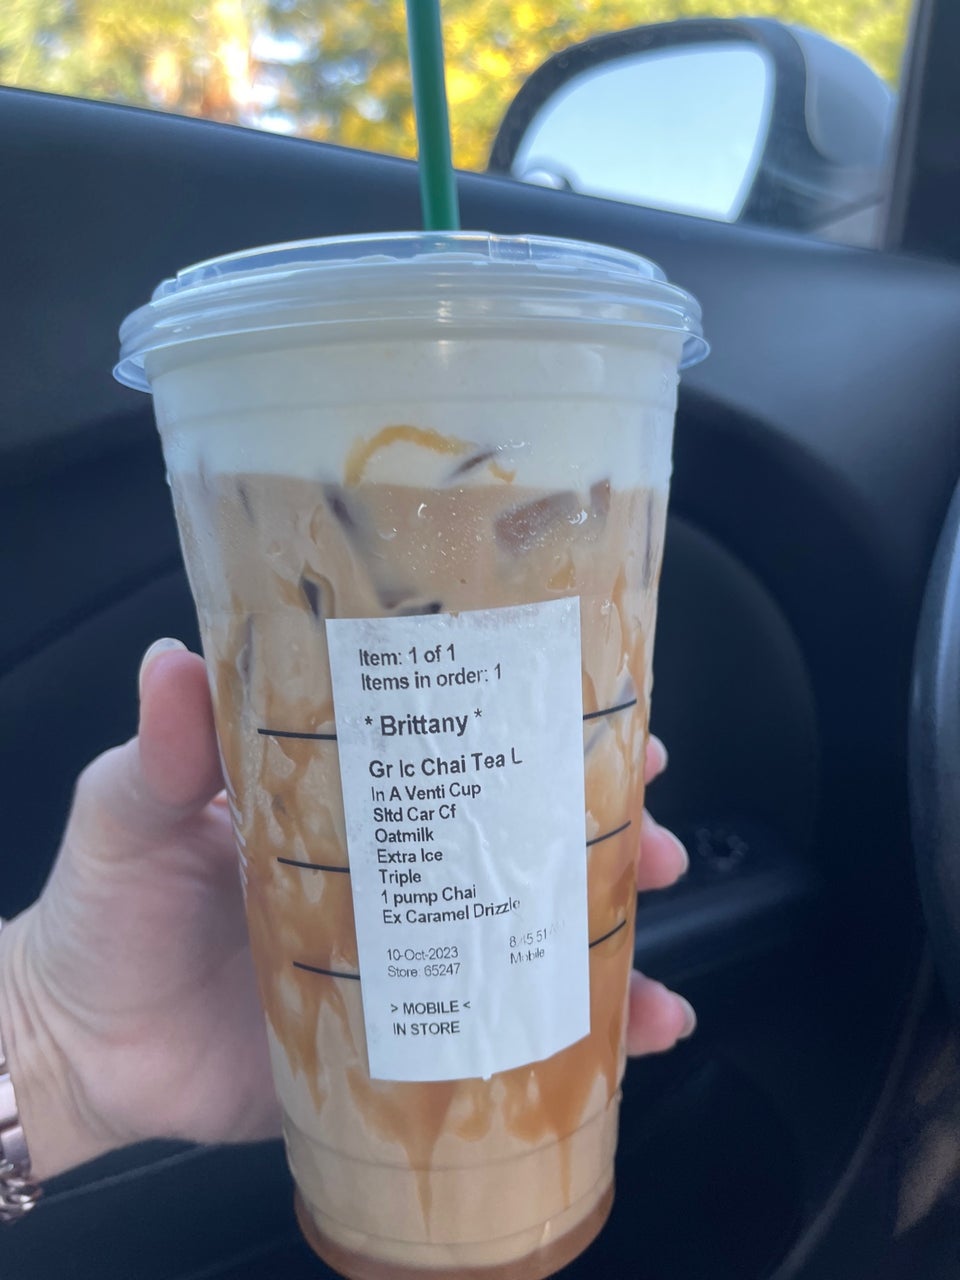 Item: 1 of 1
Items in order: 1
* Brittany *
Gr Ic Chai Tea L
In A Venti Cup
Sltd Car Cf
Oatmilk
Extra Ice
Triple
1 pump Chai
Ex Caramel Drizzle
10-Oct-2023
Store: 65247
Mobile
> MOBILE <
IN STORE